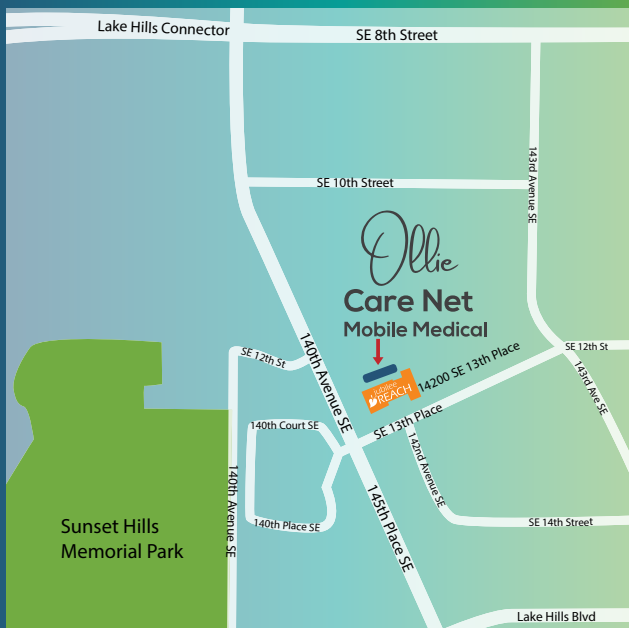 Lake Hills Connector
SE 8th Street
143rd Avenue SE
SE 10th Street
Ollie
Care Net
Mobile Medical
140th Avenue SE
SE 12th St
SE 12th St
14200 SE 13th Place
Jubilee
REACH
143rd Ave SE
SE 13th Place
140th Court SE
142nd Avenue SE
140th Avenue SE
145th Place SE
140th Place SE
SE 14th Street
Sunset Hills
Memorial Park
Lake Hills Blvd